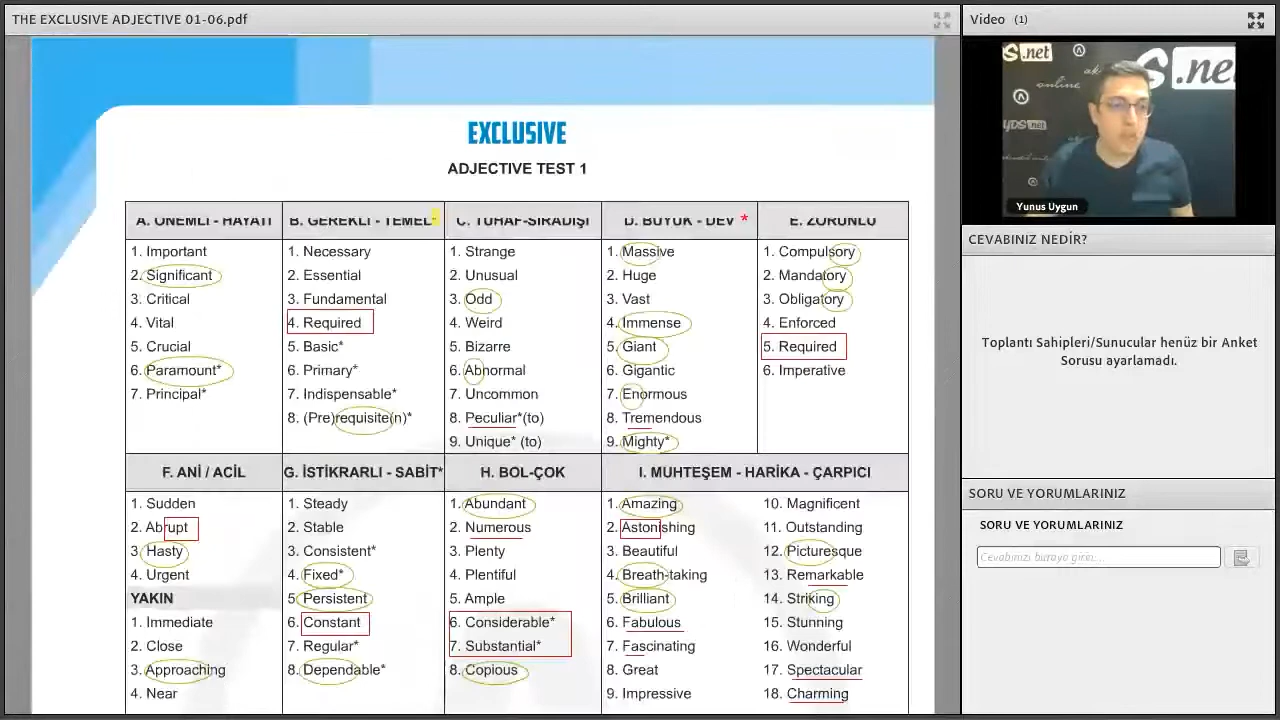 THE EXCLUSIVE ADJECTIVE 01-06.pdf
EXCLUSIVE
ADJECTIVE TEST 1
A. ÖNEMLİ - HAYATİ
1. Important
2. Significant
3. Critical
4. Vital
5. Crucial
6. Paramount*
7. Principal*
B. GEREKLİ - TEMEL*
1. Necessary
2. Essential
3. Fundamental
4. Required
5. Basic*
6. Primary*
7. Indispensable*
8. (Pre)requisite(n)*
C. TUHAF-SIRADIŞI
1. Strange
2. Unusual
3. Odd
4. Weird
5. Bizarre
6. Abnormal
7. Uncommon
8. Peculiar*(to)
9. Unique* (to)
D. BÜYÜK - DEV *
1. Massive
2. Huge
3. Vast
4. Immense
5. Giant
6. Gigantic
7. Enormous
8. Tremendous
9. Mighty*
E. ZORUNLU
1. Compulsory
2. Mandatory
3. Obligatory
4. Enforced
5. Required
6. Imperative
F. ANİ / ACİL
1. Sudden
2. Abrupt
3. Hasty
4. Urgent
YAKIN
1. Immediate
2. Close
3. Approaching
4. Near
G. İSTİKRARLI - SABİT*
1. Steady
2. Stable
3. Consistent*
4. Fixed*
5. Persistent
6. Constant
7. Regular*
8. Dependable*
H. BOL-ÇOK
1. Abundant
2. Numerous
3. Plenty
4. Plentiful
5. Ample
6. Considerable*
7. Substantial*
8. Copious
I. MUHTEŞEM - HARİKA - ÇARPICI
1. Amazing
2. Astonishing
3. Beautiful
4. Breath-taking
5. Brilliant
6. Fabulous
7. Fascinating
8. Great
9. Impressive
10. Magnificent
11. Outstanding
12. Picturesque
13. Remarkable
14. Striking
15. Stunning
16. Wonderful
17. Spectacular
18. Charming
Video (1)
S.net
ak
S.net
online
YDS.net
Yunus Uygun
CEVABINIZ NEDİR?
Toplantı Sahipleri/Sunucular henüz bir Anket
Sorusu ayarlamadı.
SORU VE YORUMLARINIZ
SORU VE YORUMLARINIZ
Cevabınızı buraya girin...